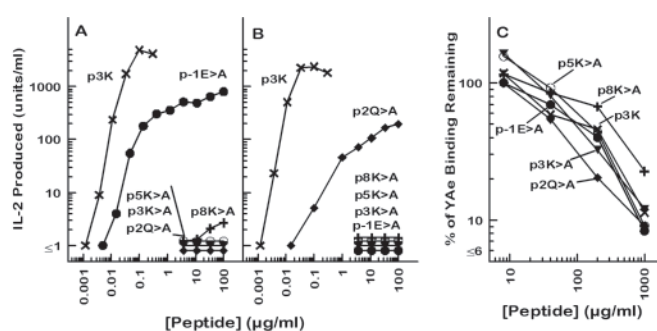 A
IL-2 Produced (units/ml)
1000
100
10
1
≤
p3K
p-1E>A
p5K>A
p3K>A
p2Q>A
p8K>A
0.001
0.01
0.1
1
10
100
B
p3K
p2Q>A
p8K>A
p5K>A
p3K>A
p-1E>A
0.001
0.01
0.1
1
10
100
[Peptide] (μg/ml)
C
% of YAe Binding Remaining
100
10
≤6
p5K>A
p8K>A
p3K
p-1E>A
p3K>A
p2Q>A
10
100
1000
[Peptide] (μg/ml)